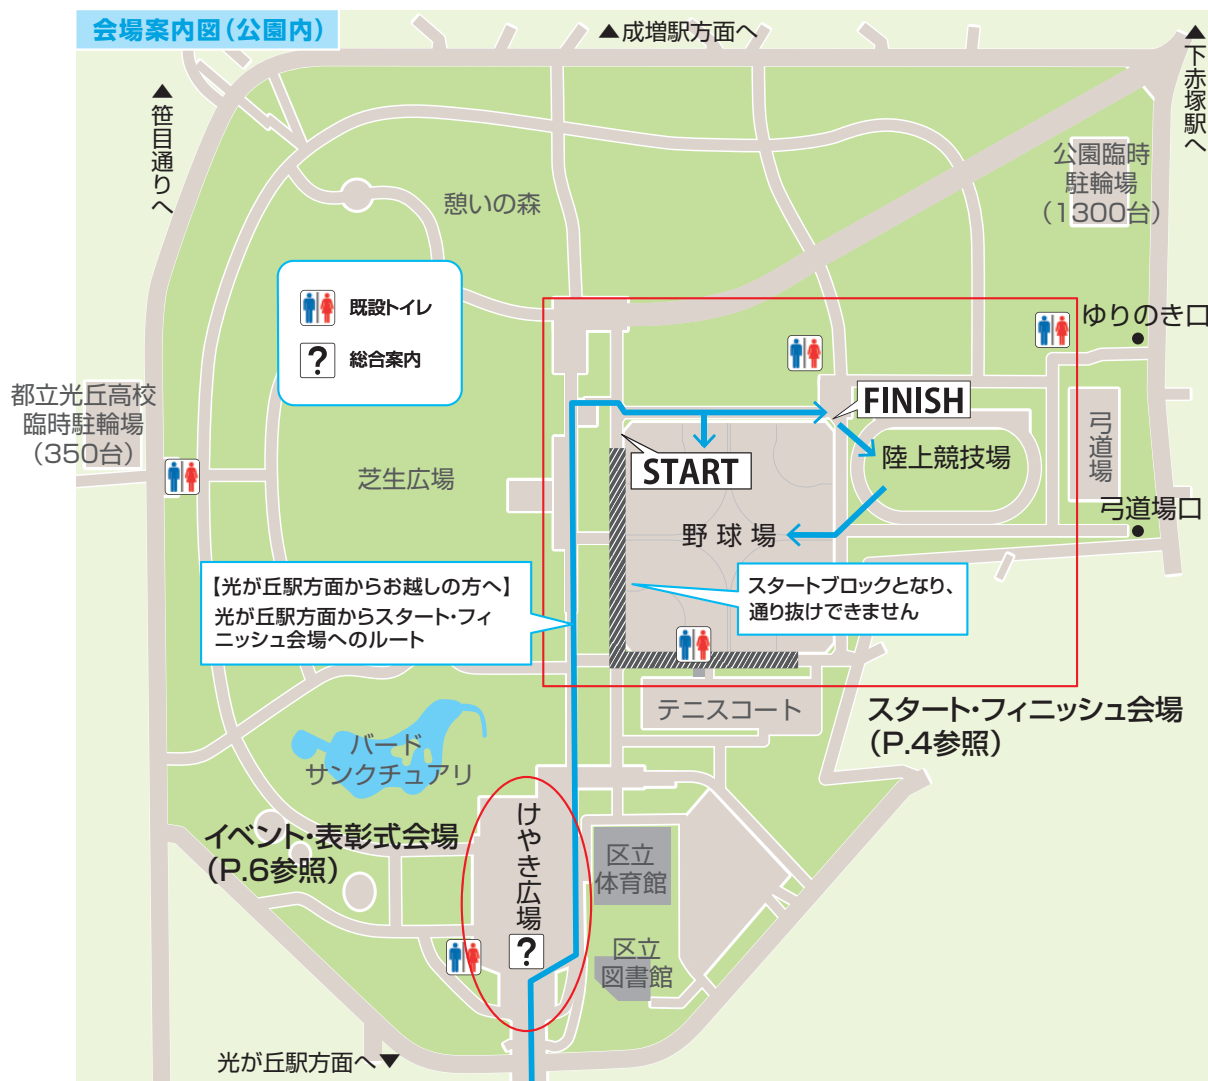 会場案内図(公園内)
▲成増駅方面へ
▲下赤塚駅へ
▲笹目通りへ
公園臨時
駐輪場
(1300台)
憩いの森
既設トイレ
? 総合案内
ゆりのき口
都立光丘高校
臨時駐輪場
(350台)
FINISH
弓道場
START
陸上競技場
芝生広場
弓道場口
野球場
【光が丘駅方面からお越しの方へ】
光が丘駅方面からスタート・フィ
ニッシュ会場へのルート
スタートブロックとなり、
通り抜けできません
テニスコート
スタート・フィニッシュ会場
(P.4参照)
バード
サンクチュアリ
けやき広場
イベント・表彰式会場
(P.6参照)
区立
体育館
?
区立
図書館
光が丘駅方面へ▼